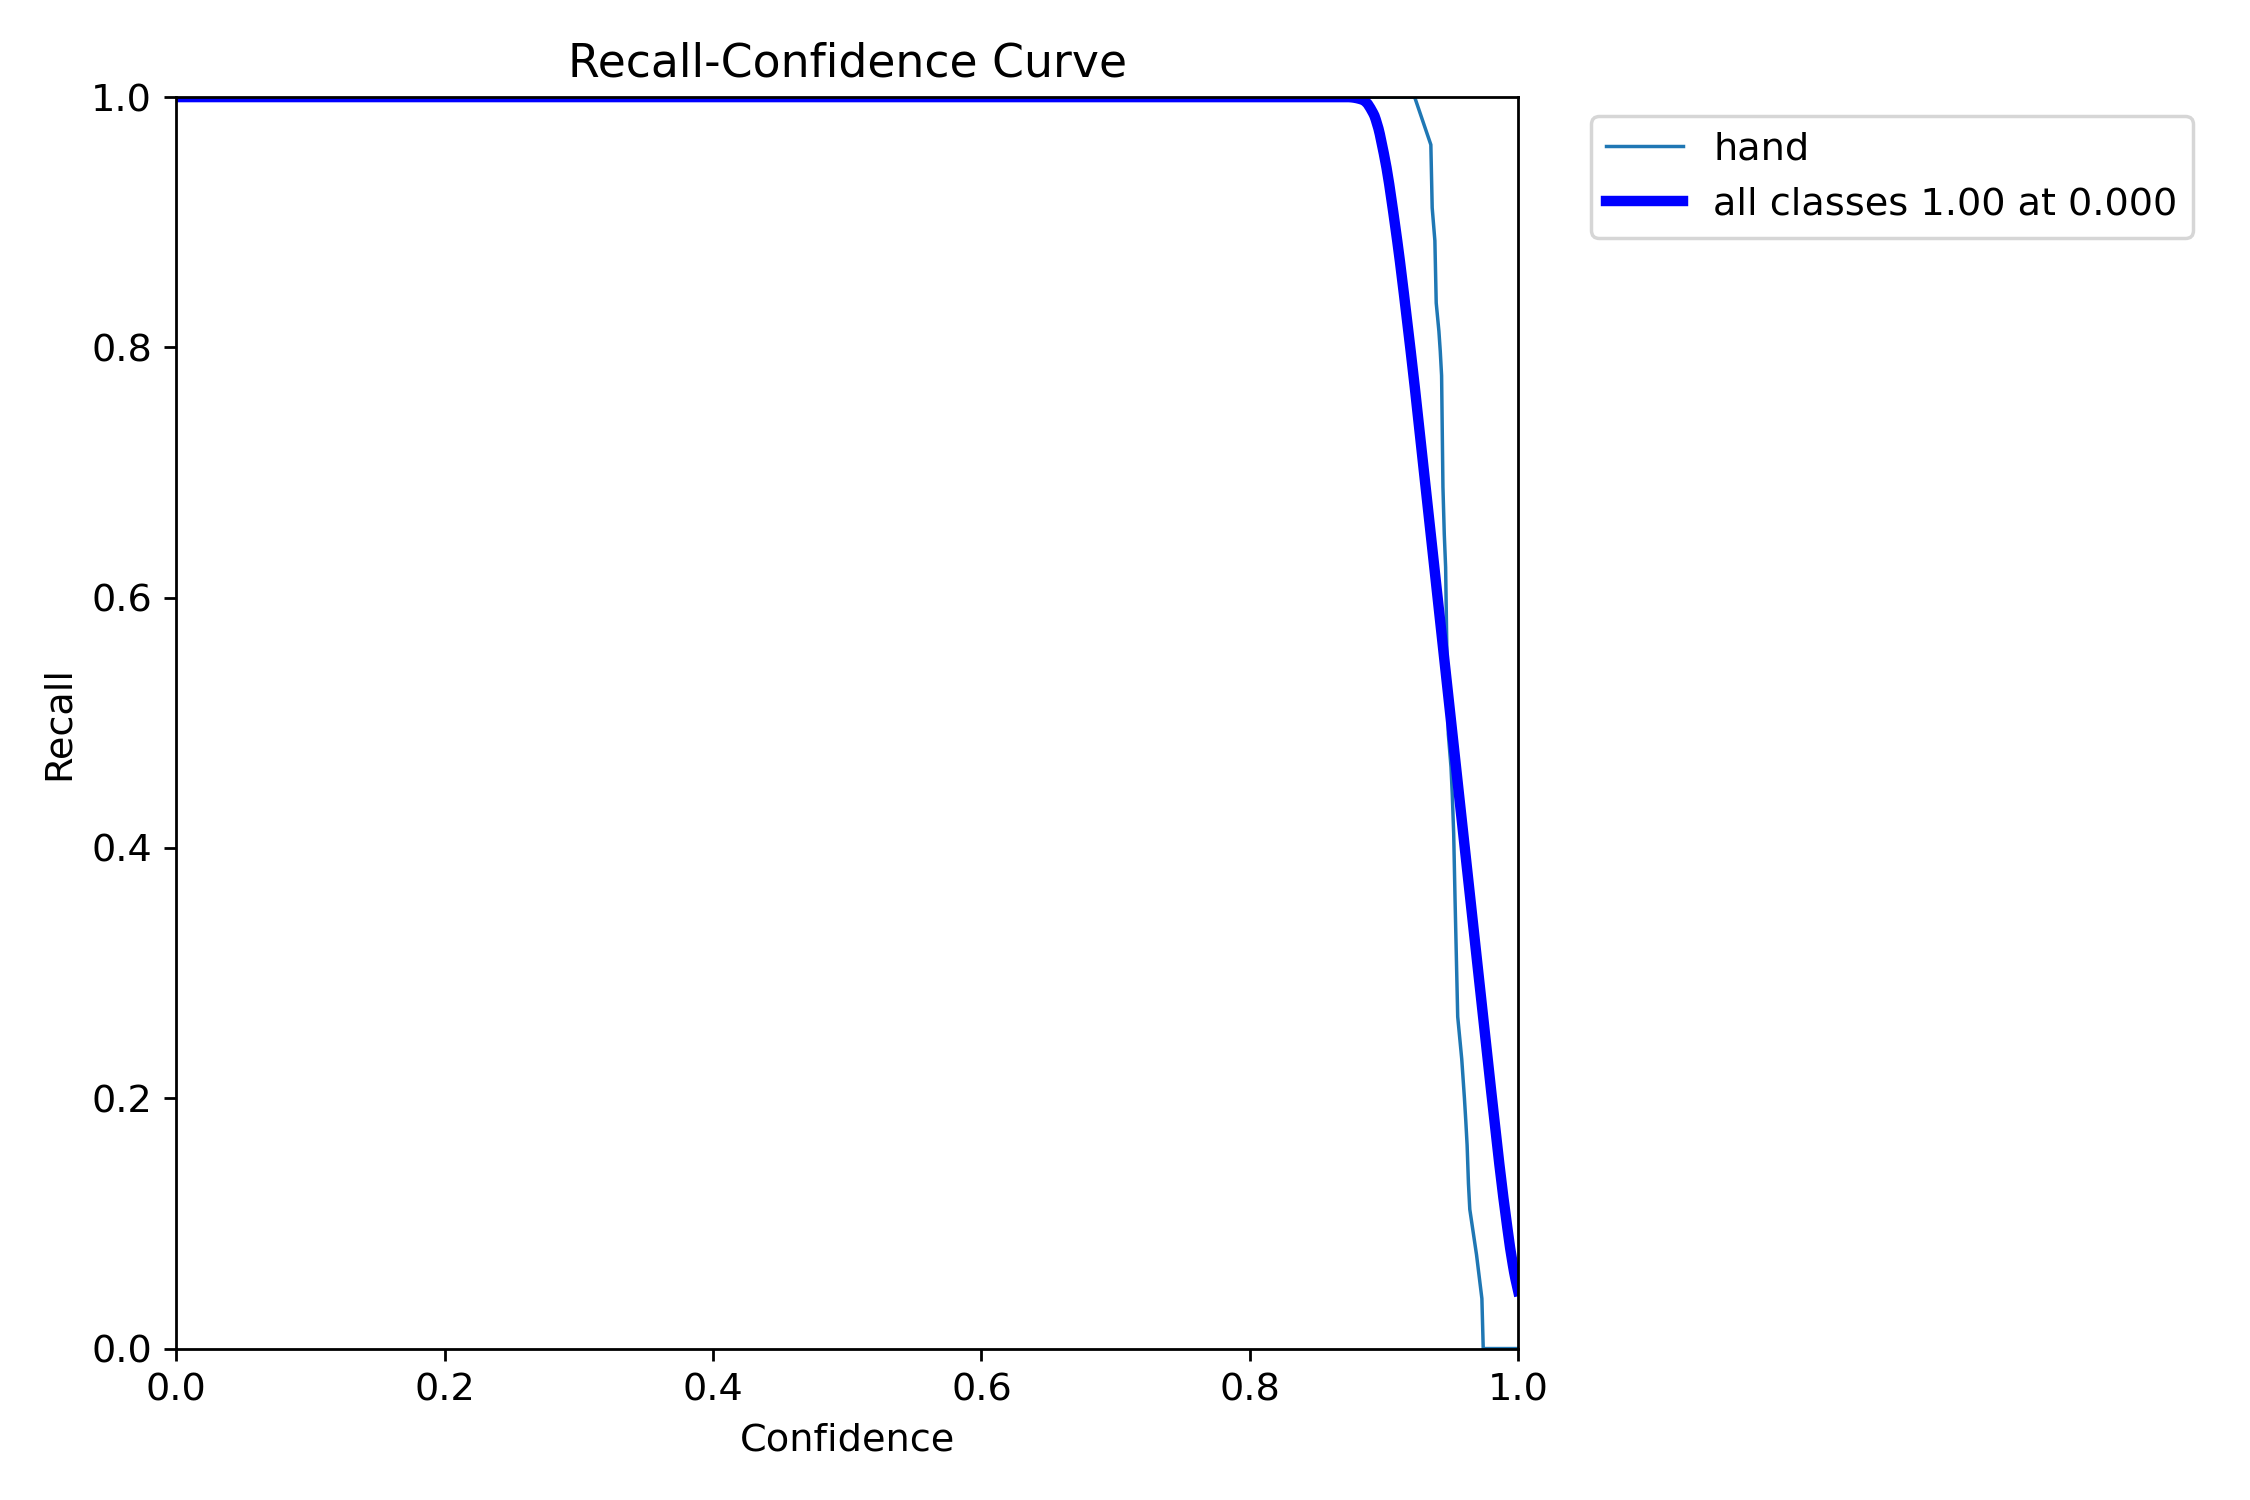 Recall-Confidence Curve
hand
all classes 1.00 at 0.000
1.0
0.8
0.6
0.4
0.2
0.0
Recall
0.0 0.2 0.4 0.6 0.8 1.0
Confidence